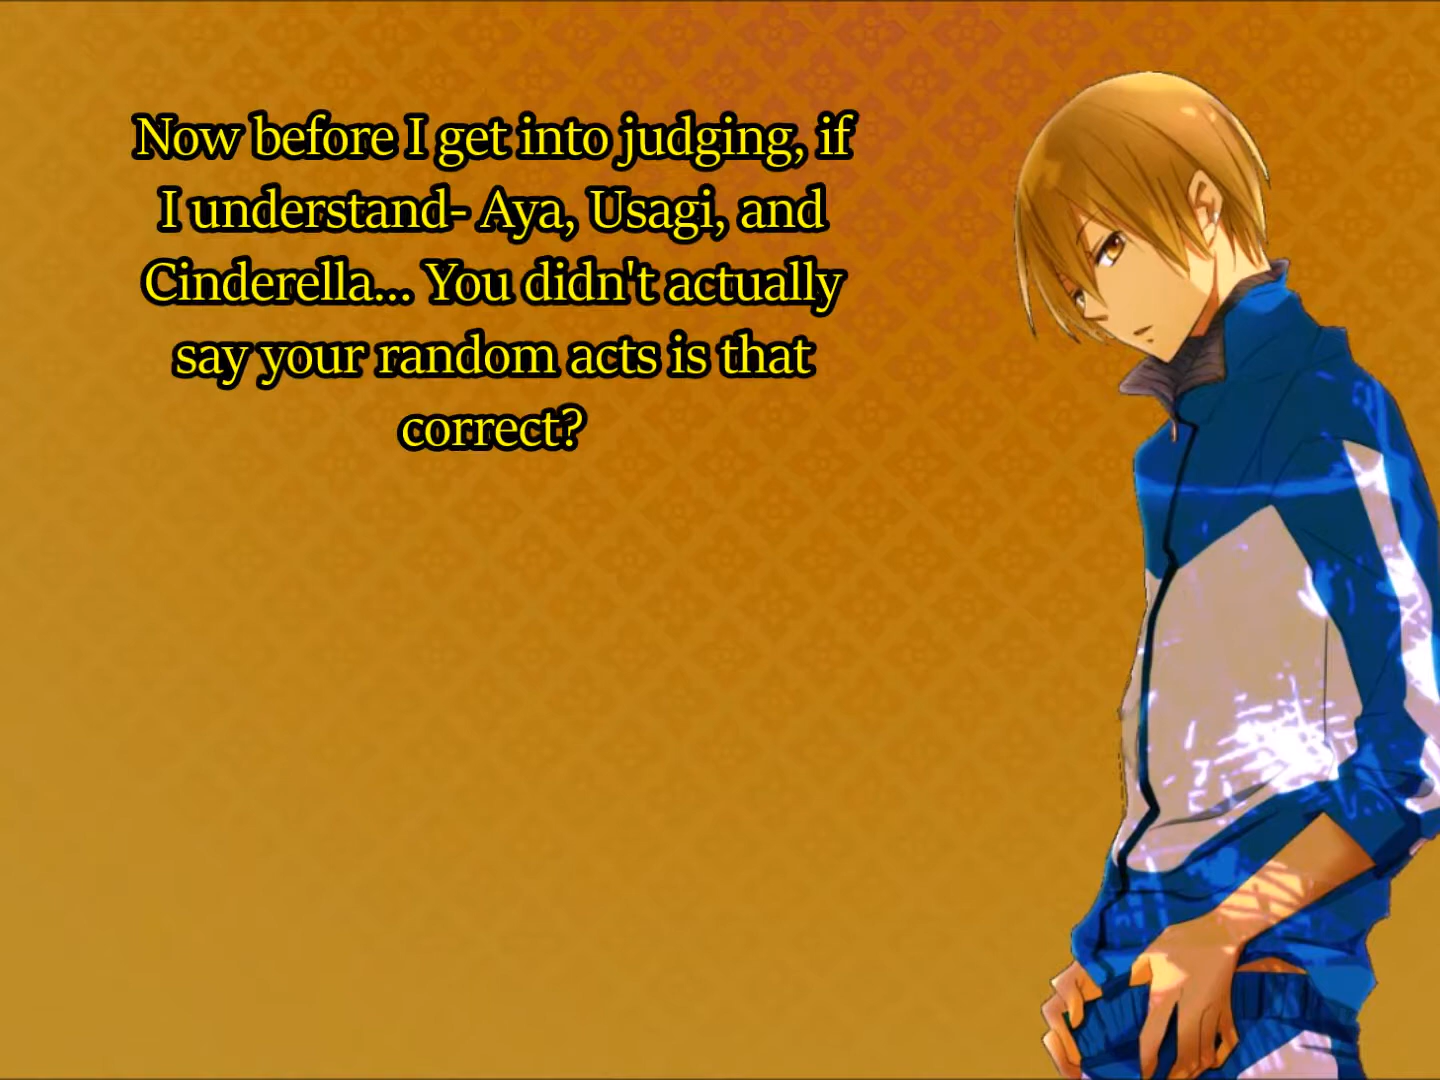 Now before I get into judging, if
I understand- Aya, Usagi, and
Cinderella... You didn't actually
say your random acts is that
correct?